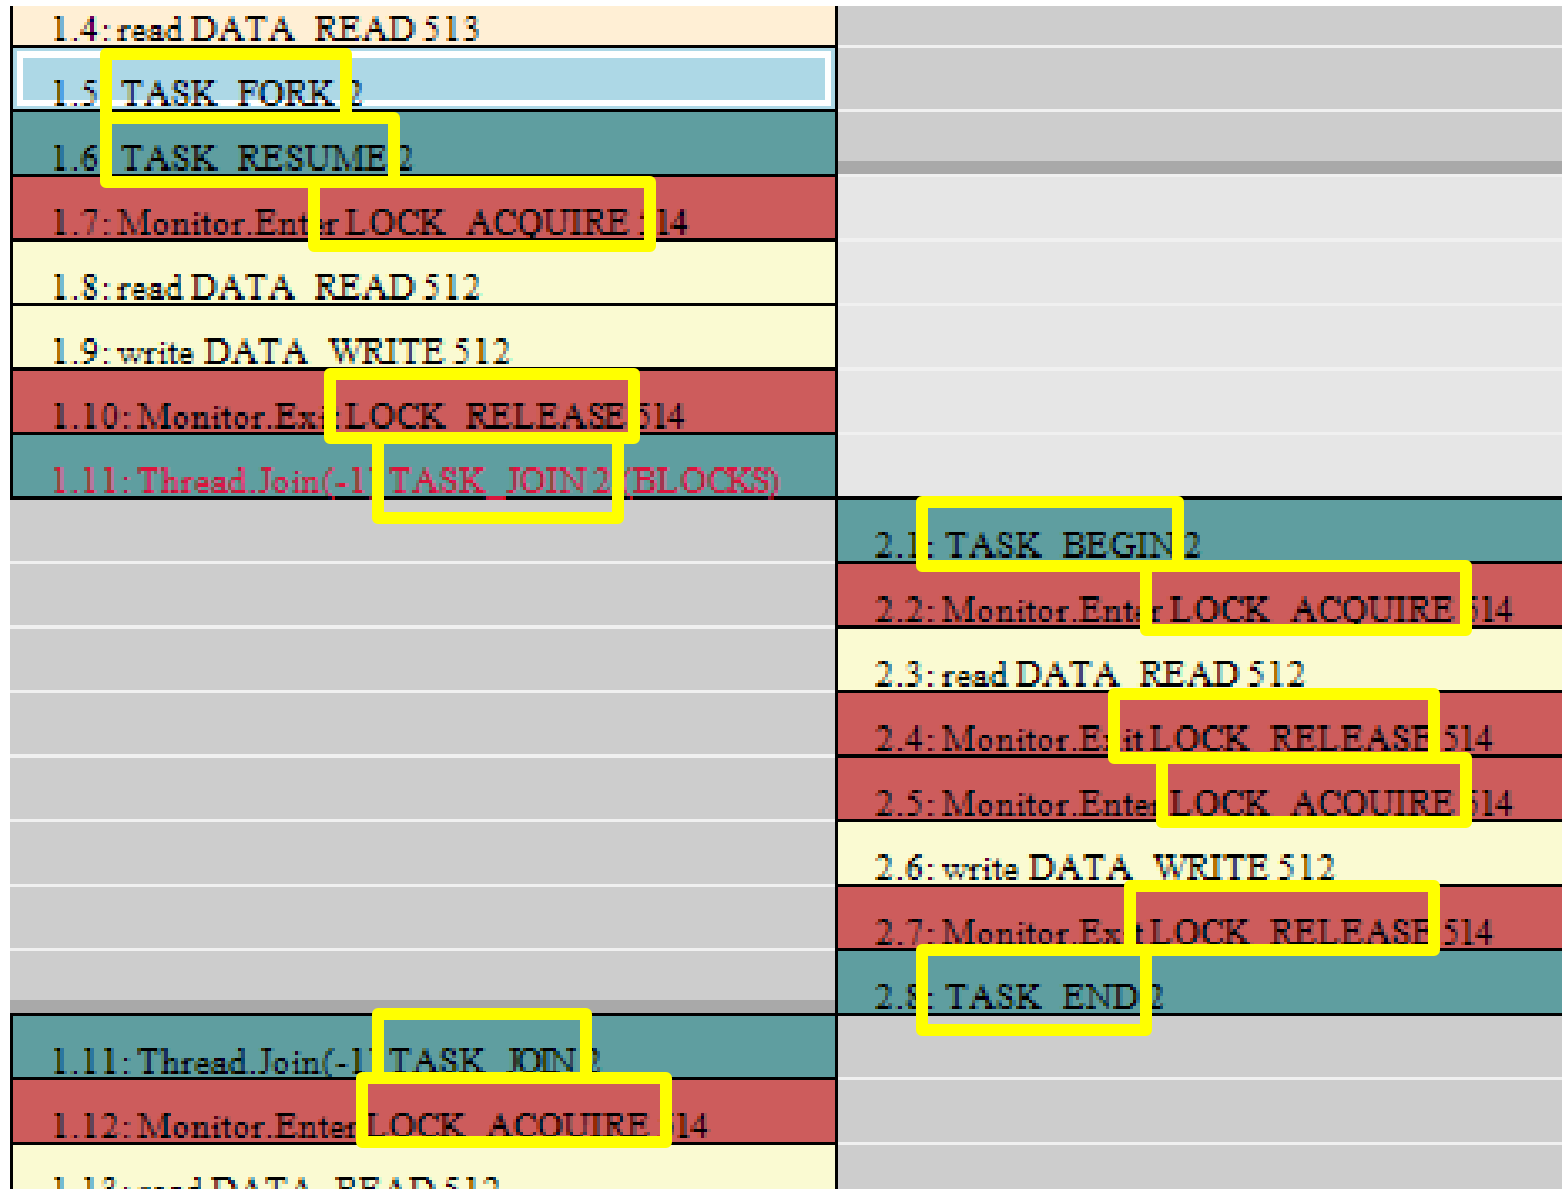 1.4: read DATA_READ 513
1.5: TASK_FORK 2
1.6: TASK_RESUME 2
1.7: Monitor.Enter LOCK_ACQUIRE 514
1.8: read DATA_READ 512
1.9: write DATA_WRITE 512
1.10: Monitor.Exit LOCK_RELEASE 514
1.11: Thread.Join(-1) TASK_JOIN 2 (BLOCKS)
2.1: TASK_BEGIN 2
2.2: Monitor.Enter LOCK_ACQUIRE 514
2.3: read DATA_READ 512
2.4: Monitor.Exit LOCK_RELEASE 514
2.5: Monitor.Enter LOCK_ACQUIRE 514
2.6: write DATA_WRITE 512
2.7: Monitor.Exit LOCK_RELEASE 514
2.8: TASK_END 2
1.11: Thread.Join(-1) TASK_JOIN 2
1.12: Monitor.Enter LOCK_ACQUIRE 514
1.13: read DATA_READ 512